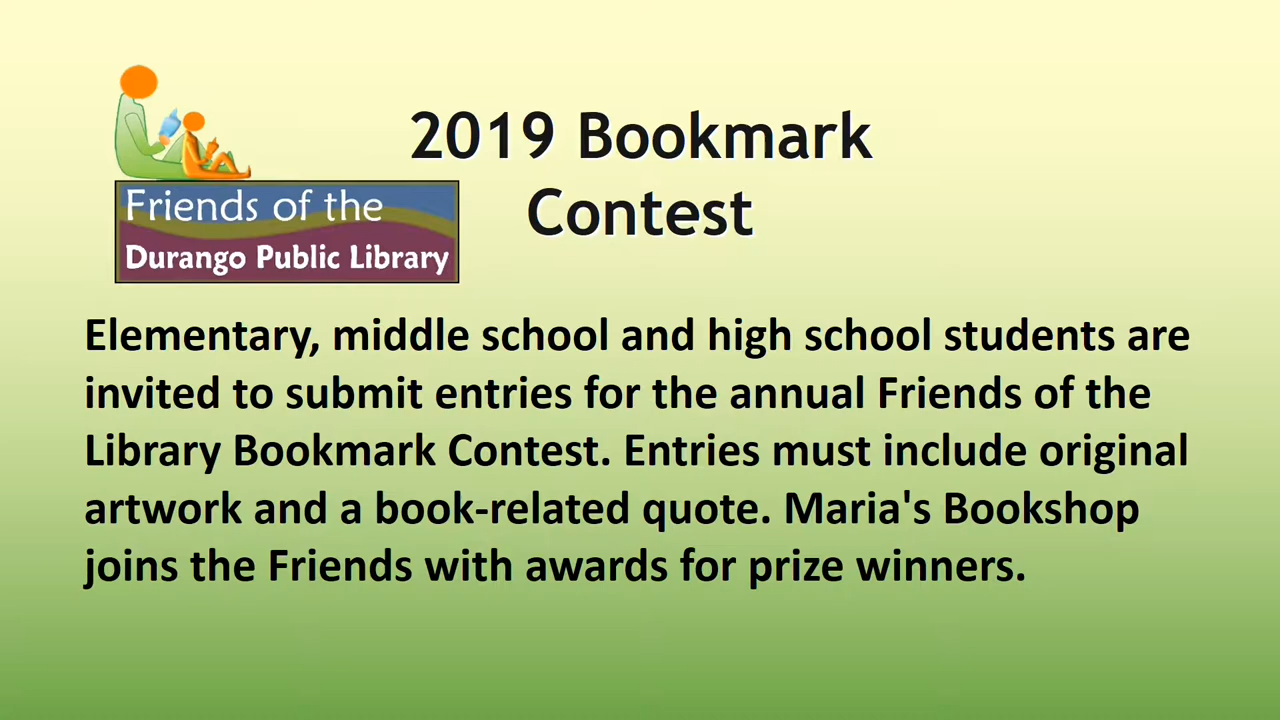 2019 Bookmark
Contest
Friends of the
Durango Public Library
Elementary, middle school and high school students are
invited to submit entries for the annual Friends of the
Library Bookmark Contest. Entries must include original
artwork and a book-related quote. Maria's Bookshop
joins the Friends with awards for prize winners.